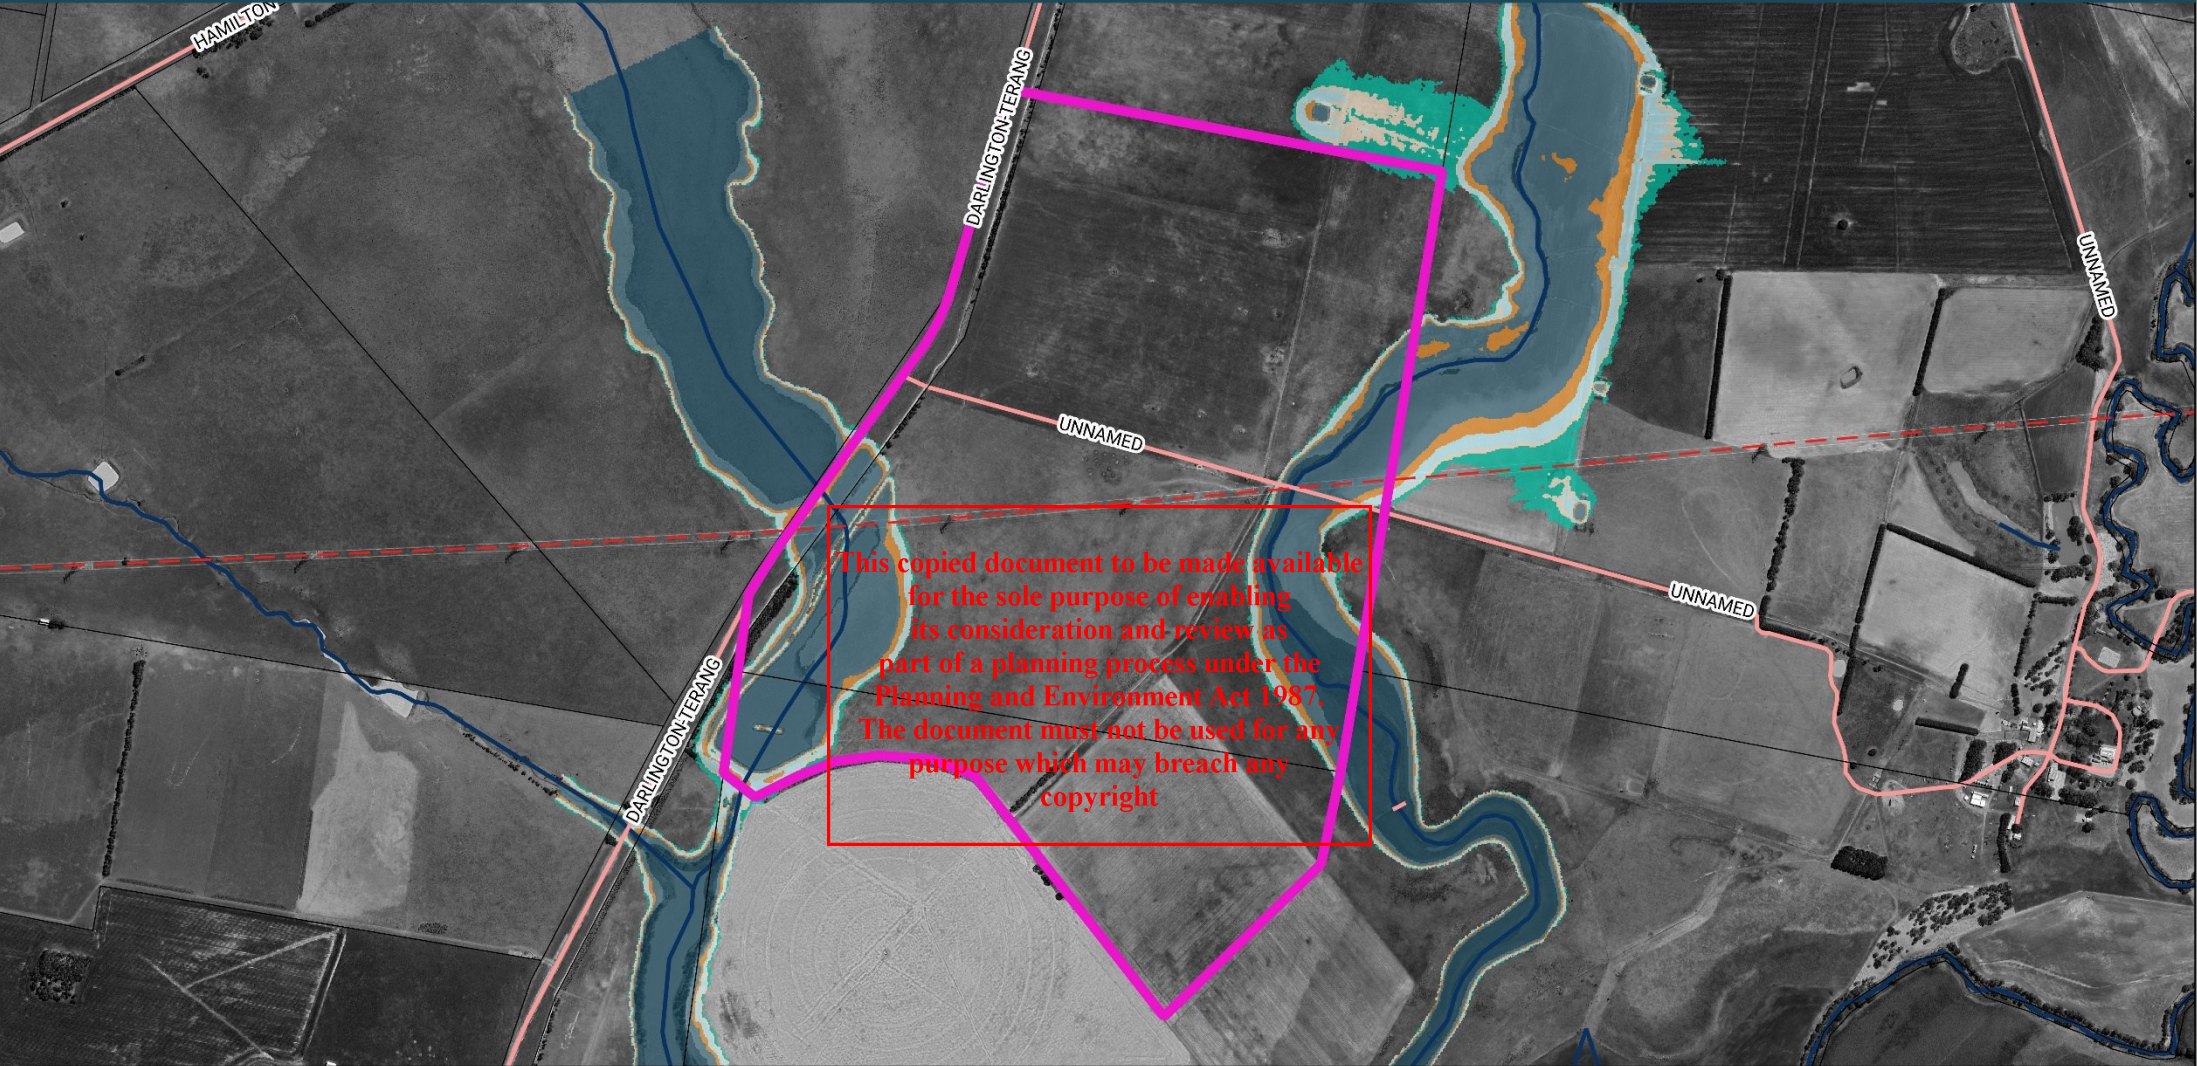 HAMILTON
DARLINGTON-TERANG
UNNAMED
UNNAMED
UNNAMED
DARLINGTON-TERANG
This copied document to be made available
for the sole purpose of enabling
its consideration and review as
part of a planning process under the
Planning and Environment Act 1987.
The document must not be used for any
purpose which may breach any
copyright